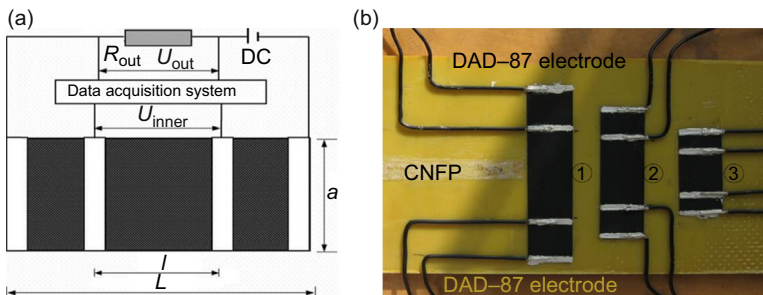 (a)
R_out
U_out
DC
Data acquisition system
U_inner
a
l
L
(b)
DAD–87 electrode
CNFP
①
②
③
DAD–87 electrode